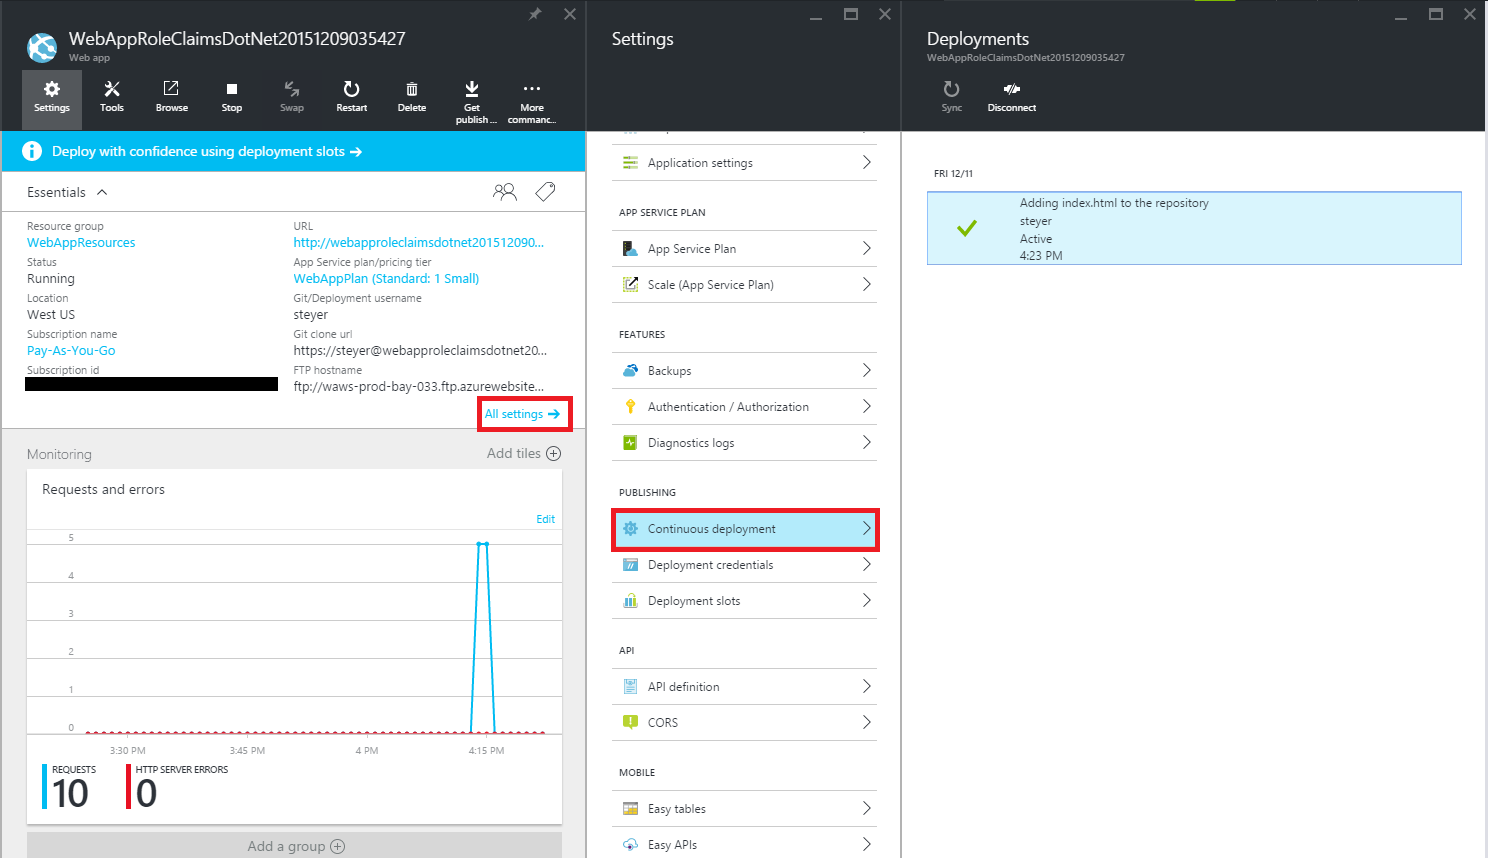 WebAppRoleClaimsDotNet20151209035427
Web app
Settings
Tools
Browse
Stop
Swap
Restart
Delete
Get publish ...
More commanc...
Deploy with confidence using deployment slots
Essentials
Resource group
WebAppResources
Status
Running
Location
West US
Subscription name
Pay-As-You-Go
Subscription id
URL
http://webapproleclaimsdotnet201512090...
App Service plan/pricing tier
WebAppPlan (Standard: 1 Small)
Git/Deployment username
steyer
Git clone url
https://steyer@webapproleclaimsdotnet20...
FTP hostname
ftp://waws-prod-bay-033.ftp.azurewebsite...
All settings
Monitoring
Add tiles
Requests and errors
Edit
5
4
3
2
1
0
3:30 PM
3:45 PM
4 PM
4:15 PM
REQUESTS
10
HTTP SERVER ERRORS
0
Add a group
Settings
Application settings
APP SERVICE PLAN
App Service Plan
Scale (App Service Plan)
FEATURES
Backups
Authentication / Authorization
Diagnostics logs
PUBLISHING
Continuous deployment
Deployment credentials
Deployment slots
API
API definition
CORS
MOBILE
Easy tables
Easy APIs
Deployments
WebAppRoleClaimsDotNet20151209035427
Sync
Disconnect
FRI 12/11
Adding index.html to the repository
steyer
Active
4:23 PM